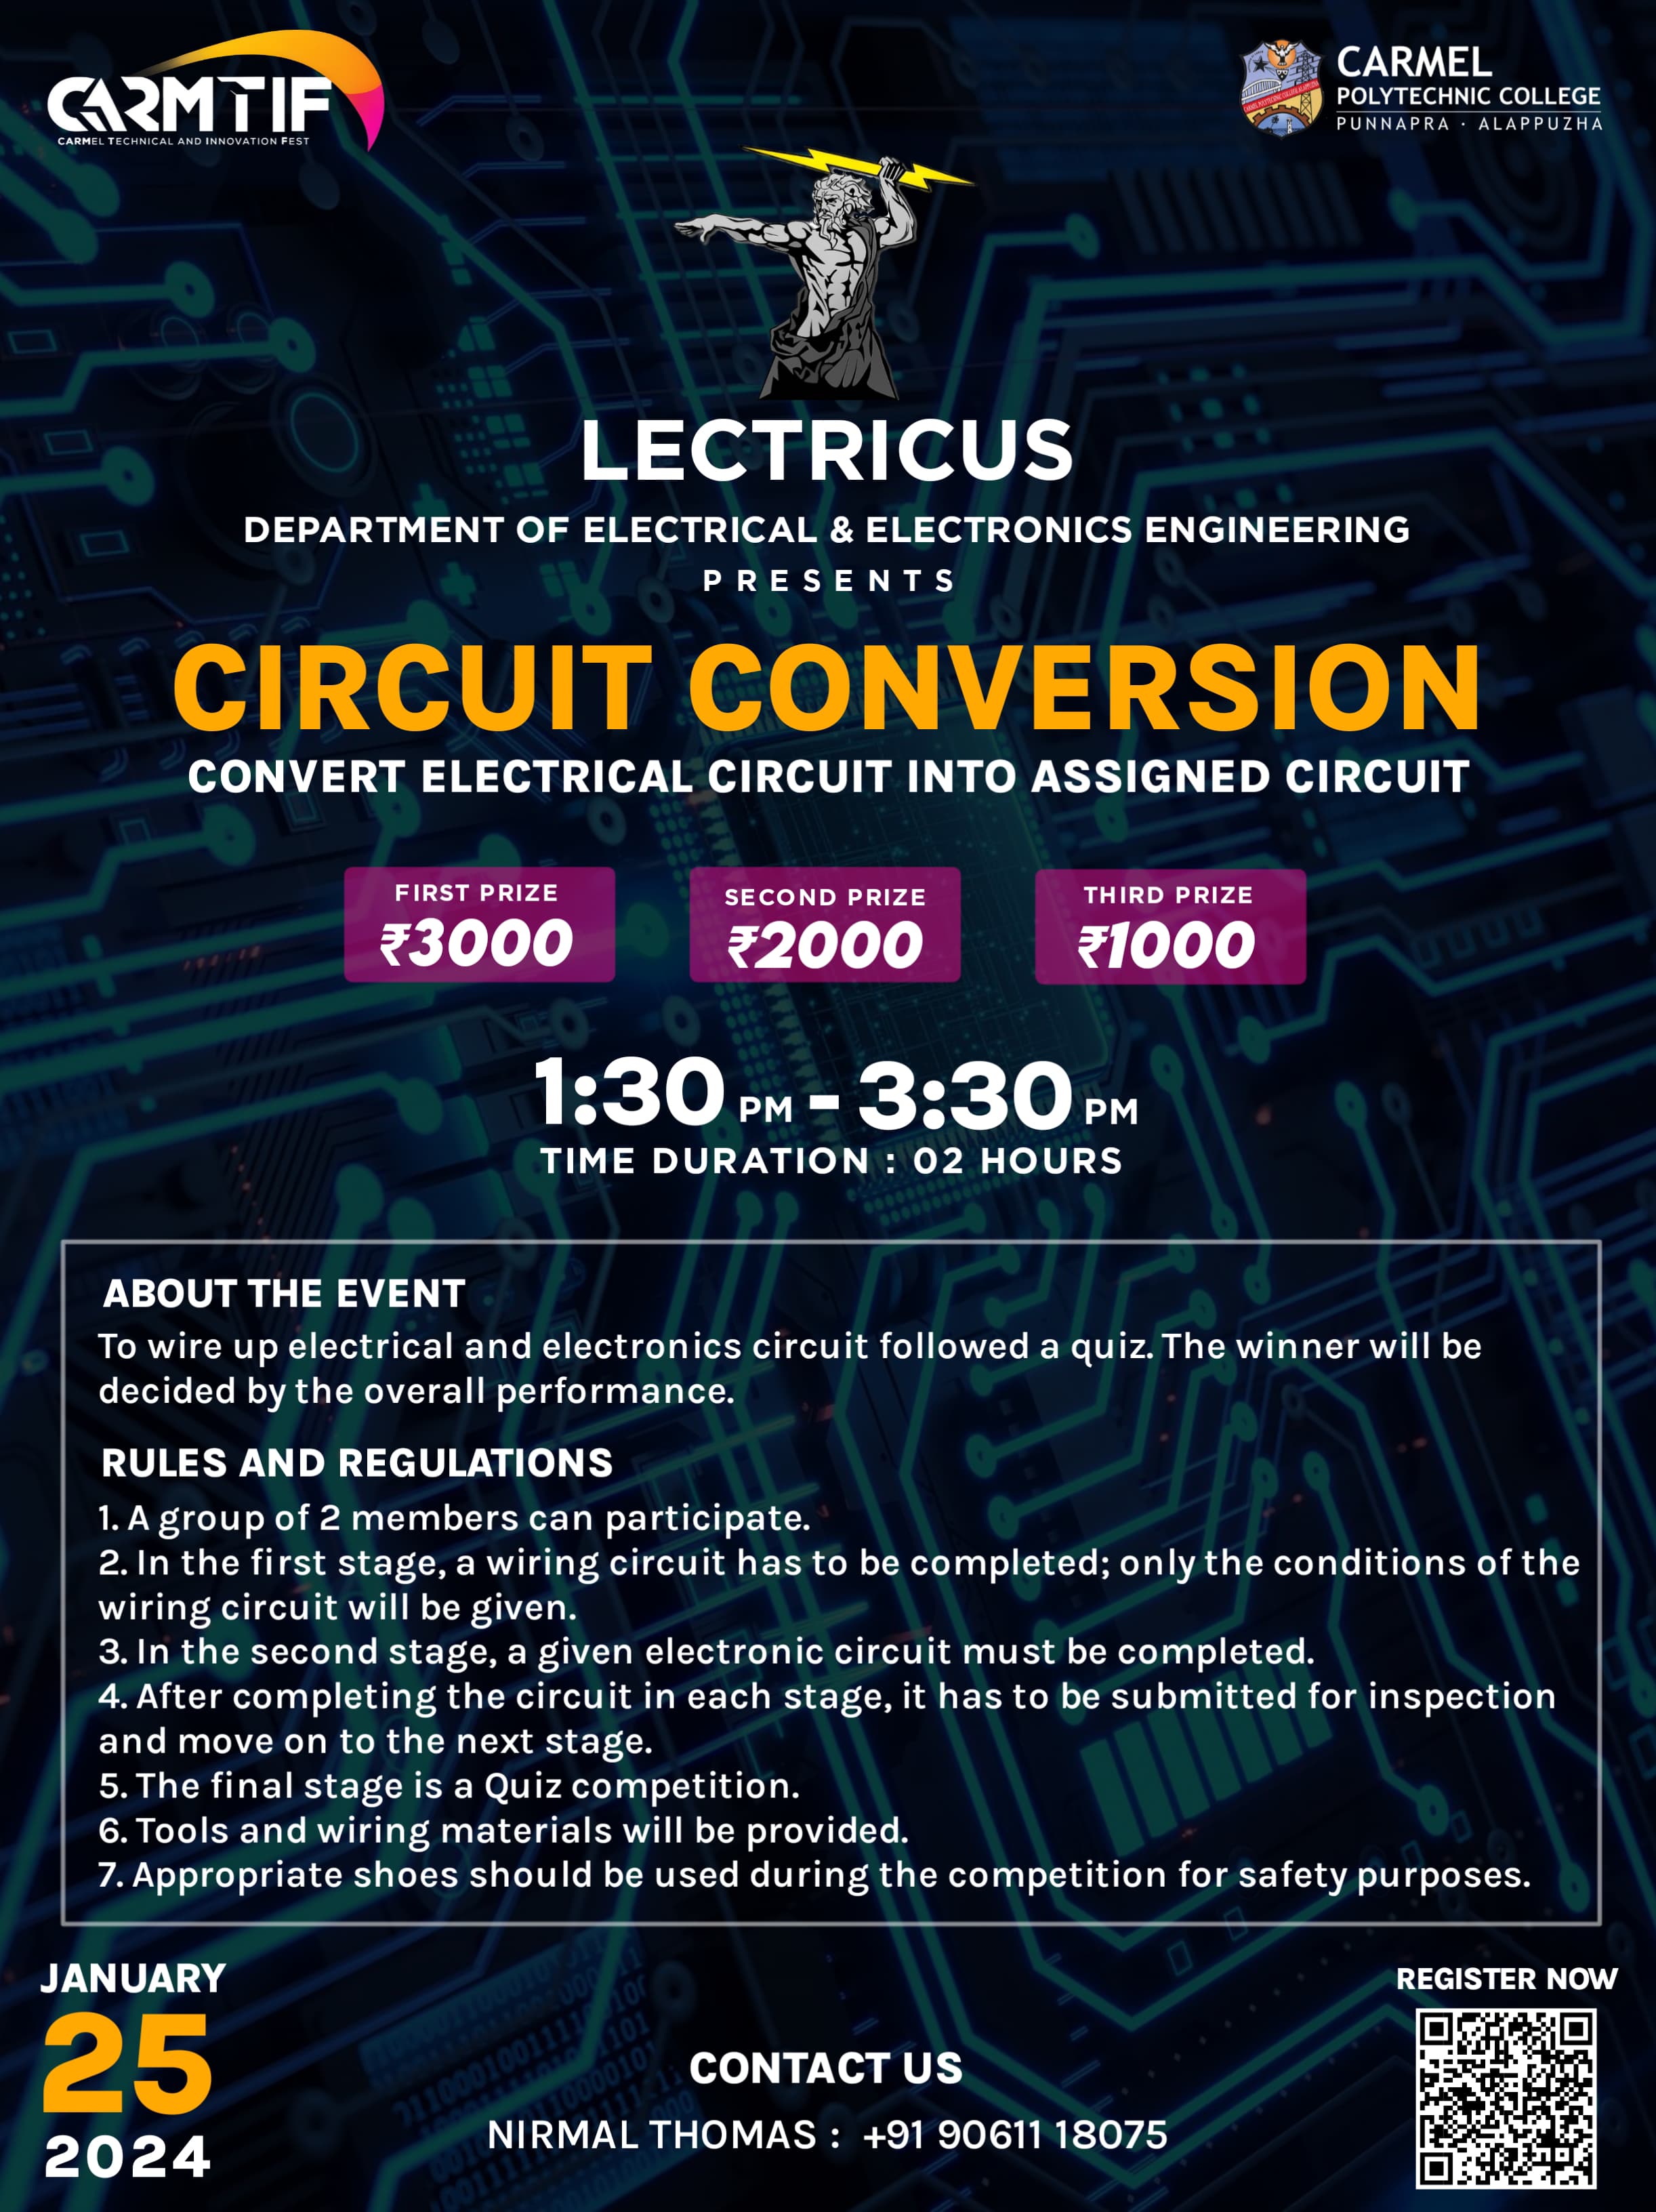 CARMTIF
CARMEL TECHNICAL AND INNOVATION FEST
CARMEL
POLYTECHNIC COLLEGE
PUNNAPRA · ALAPPUZHA
LECTRICUS
DEPARTMENT OF ELECTRICAL & ELECTRONICS ENGINEERING
PRESENTS
CIRCUIT CONVERSION
CONVERT ELECTRICAL CIRCUIT INTO ASSIGNED CIRCUIT
FIRST PRIZE
₹3000
SECOND PRIZE
₹2000
THIRD PRIZE
₹1000
1:30 PM - 3:30 PM
TIME DURATION : 02 HOURS
ABOUT THE EVENT
To wire up electrical and electronics circuit followed a quiz. The winner will be
decided by the overall performance.
RULES AND REGULATIONS
1. A group of 2 members can participate.
2. In the first stage, a wiring circuit has to be completed; only the conditions of the
wiring circuit will be given.
3. In the second stage, a given electronic circuit must be completed.
4. After completing the circuit in each stage, it has to be submitted for inspection
and move on to the next stage.
5. The final stage is a Quiz competition.
6. Tools and wiring materials will be provided.
7. Appropriate shoes should be used during the competition for safety purposes.
JANUARY
25
2024
CONTACT US
NIRMAL THOMAS : +91 90611 18075
REGISTER NOW